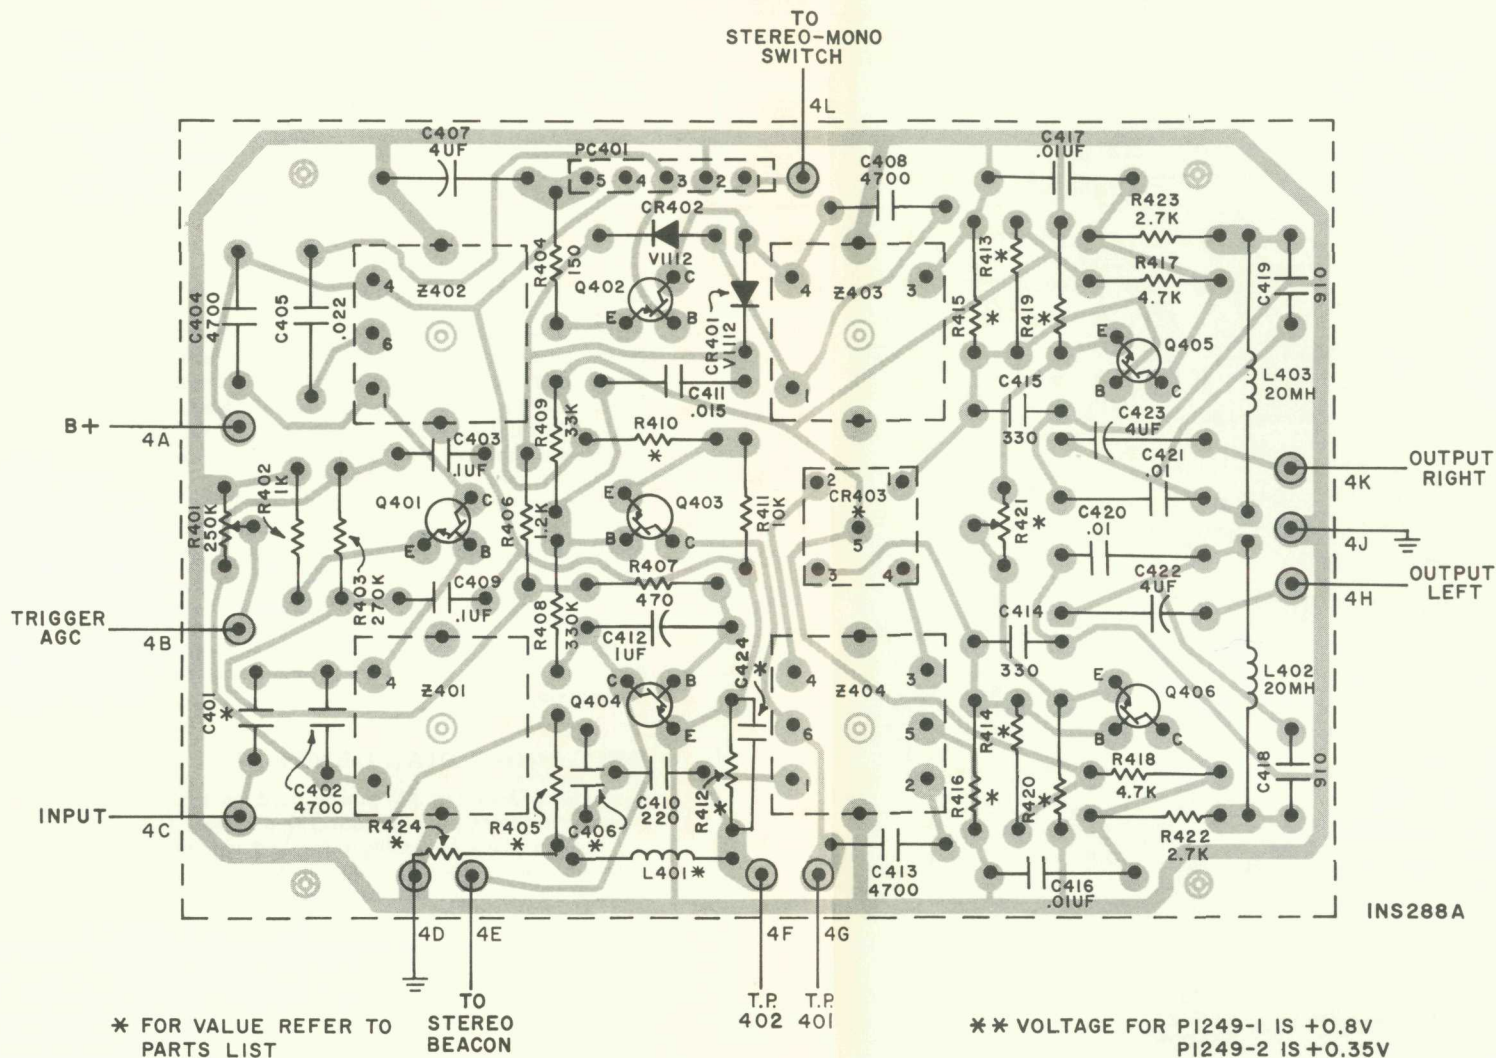 TO
STEREO-MONO
SWITCH
4L
C407
4UF
PC401
5 4 3 2
C408
4700
C417
.01UF
R423
2.7K
CR402
V1112
R404
150
R417
4.7K
C419
910
R413
*
R415
*
R419
*
4
Z402
Q402
C
E
B
4
Z403
3
C404
4700
C405
.022
6
CR401
V1112
E
Q405
B
C
1
C411
.015
1
C415
330
L403
20MH
B+
4A
R409
33K
R410
*
C423
4UF
C403
.1UF
C421
.01
OUTPUT
RIGHT
4K
R402
1K
R401
250K
Q401
C
E
B
R406
1.2K
Q403
E
B
C
R411
10K
2
1
CR403
*
5
3
4
R421
*
C420
.01
4J
R403
270K
C409
.1UF
R407
470
C422
4UF
OUTPUT
LEFT
4H
TRIGGER
AGC
4B
R408
330K
C412
1UF
C414
330
C424
*
4
Z401
C
B
Q404
E
4
Z404
3
E
Q406
B
C
L402
20MH
C401
*
6
5
R414
*
C402
4700
1
C410
220
R412
*
1
2
R416
*
R420
*
R418
4.7K
C418
910
INPUT
4C
R424
*
R405
*
C406
*
L401*
C413
4700
R422
2.7K
C416
.01UF
INS288A
4D
4E
4F
4G
TO
STEREO
BEACON
T.P.
402
T.P.
401
* FOR VALUE REFER TO
PARTS LIST
** VOLTAGE FOR P1249-1 IS +0.8V
P1249-2 IS +0.35V